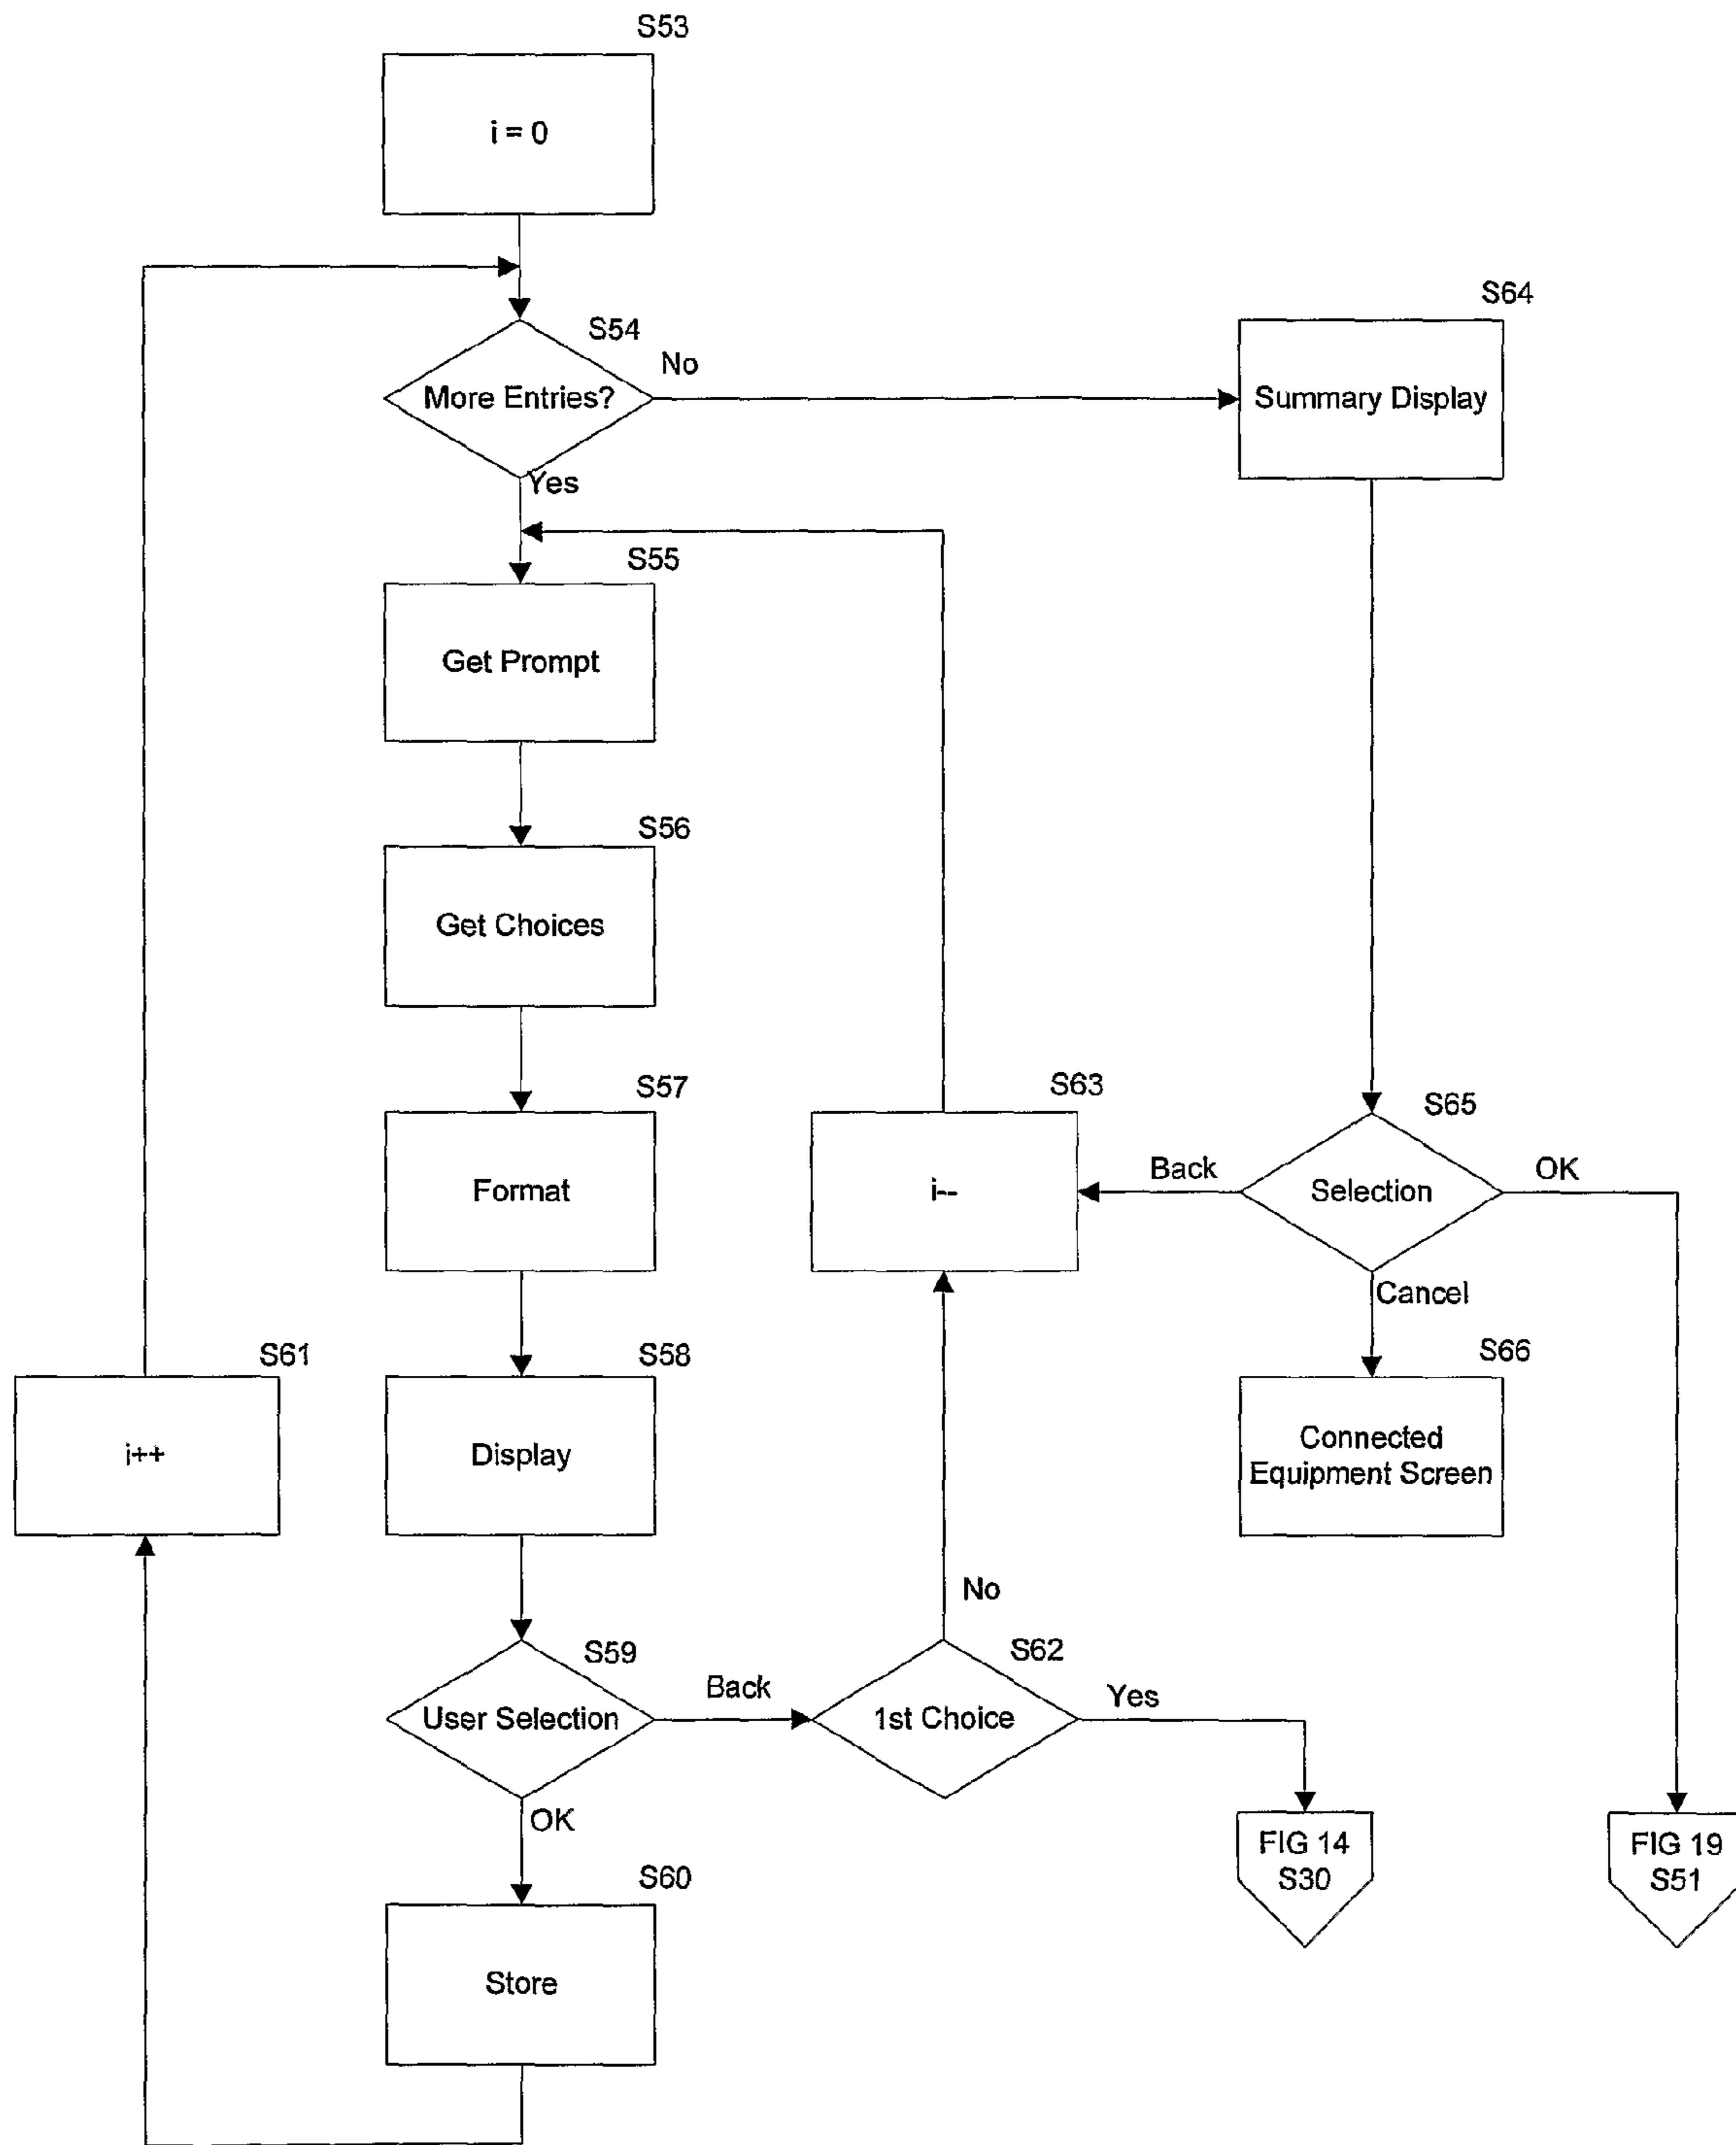 S53
i = 0
S54
More Entries?
No
S64
Summary Display
Yes
S55
Get Prompt
S56
Get Choices
S57
Format
S63
i--
S65
Selection
Back
OK
Cancel
S61
i++
S58
Display
S66
Connected
Equipment Screen
S59
User Selection
Back
No
S62
1st Choice
Yes
OK
FIG 14
S30
FIG 19
S51
S60
Store